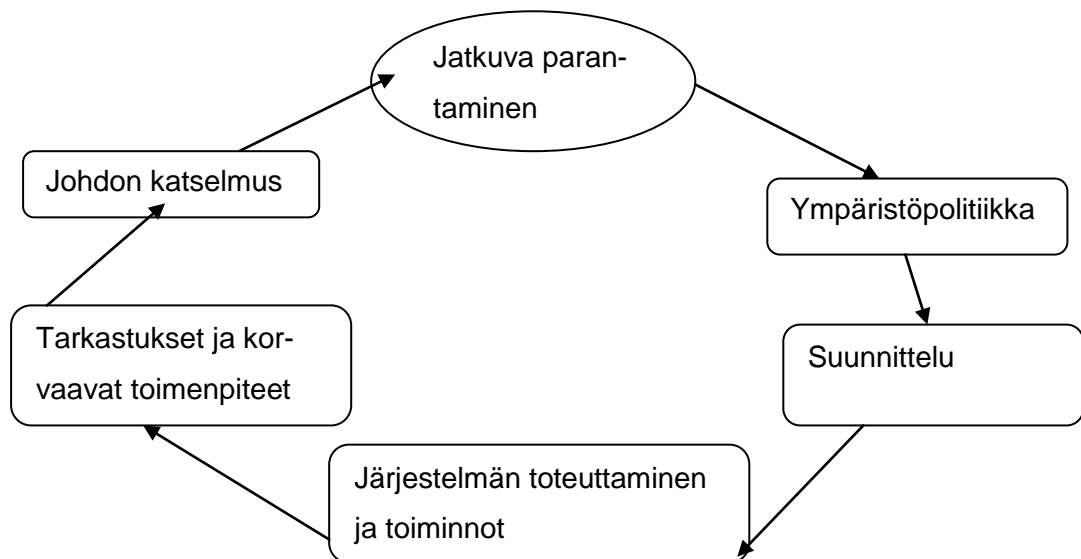 Jatkuva paran-
taminen
Johdon katselmus
Ympäristöpolitiikka
Tarkastukset ja kor-
vaavat toimenpiteet
Suunnittelu
Järjestelmän toteuttaminen
ja toiminnot